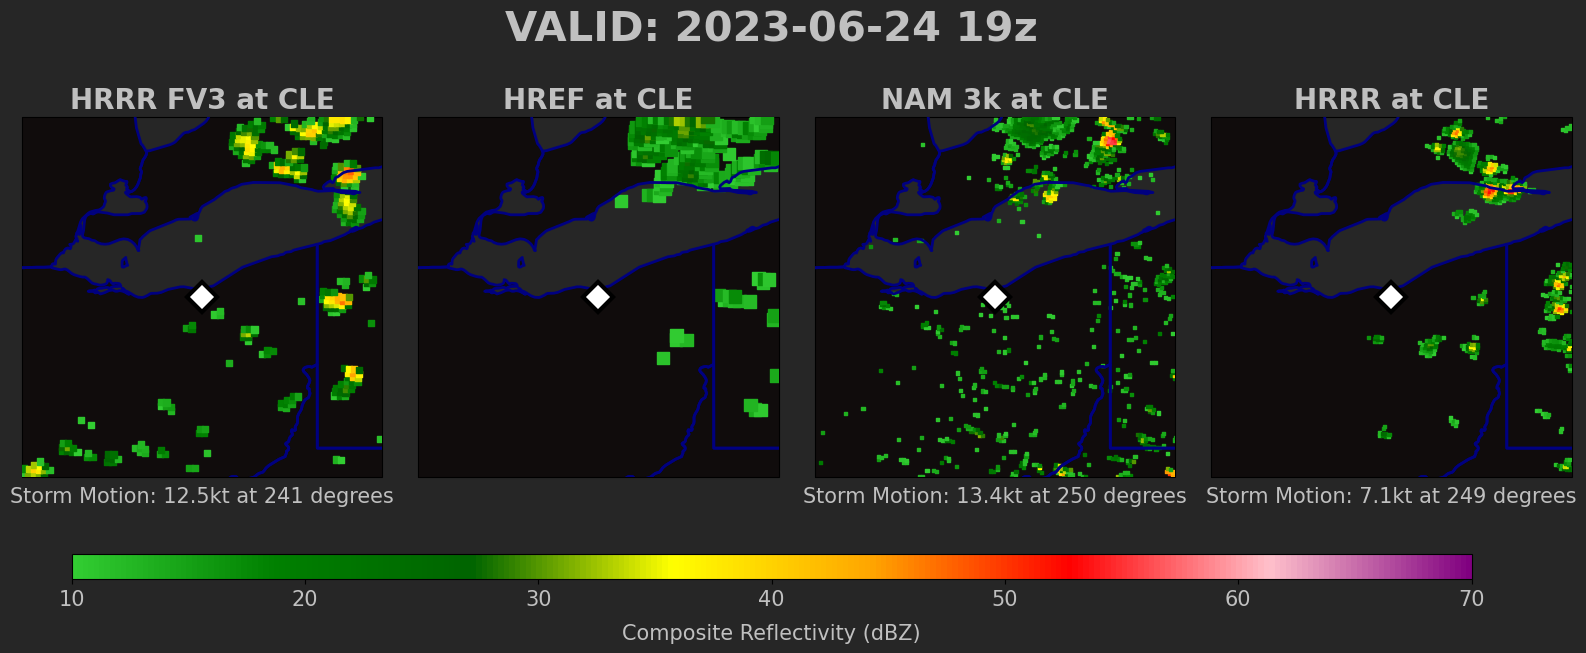 VALID: 2023-06-24 19z
HRRR FV3 at CLE
HREF at CLE
NAM 3k at CLE
HRRR at CLE
Storm Motion: 12.5kt at 241 degrees
Storm Motion: 13.4kt at 250 degrees
Storm Motion: 7.1kt at 249 degrees
10 20 30 40 50 60 70
Composite Reflectivity (dBZ)